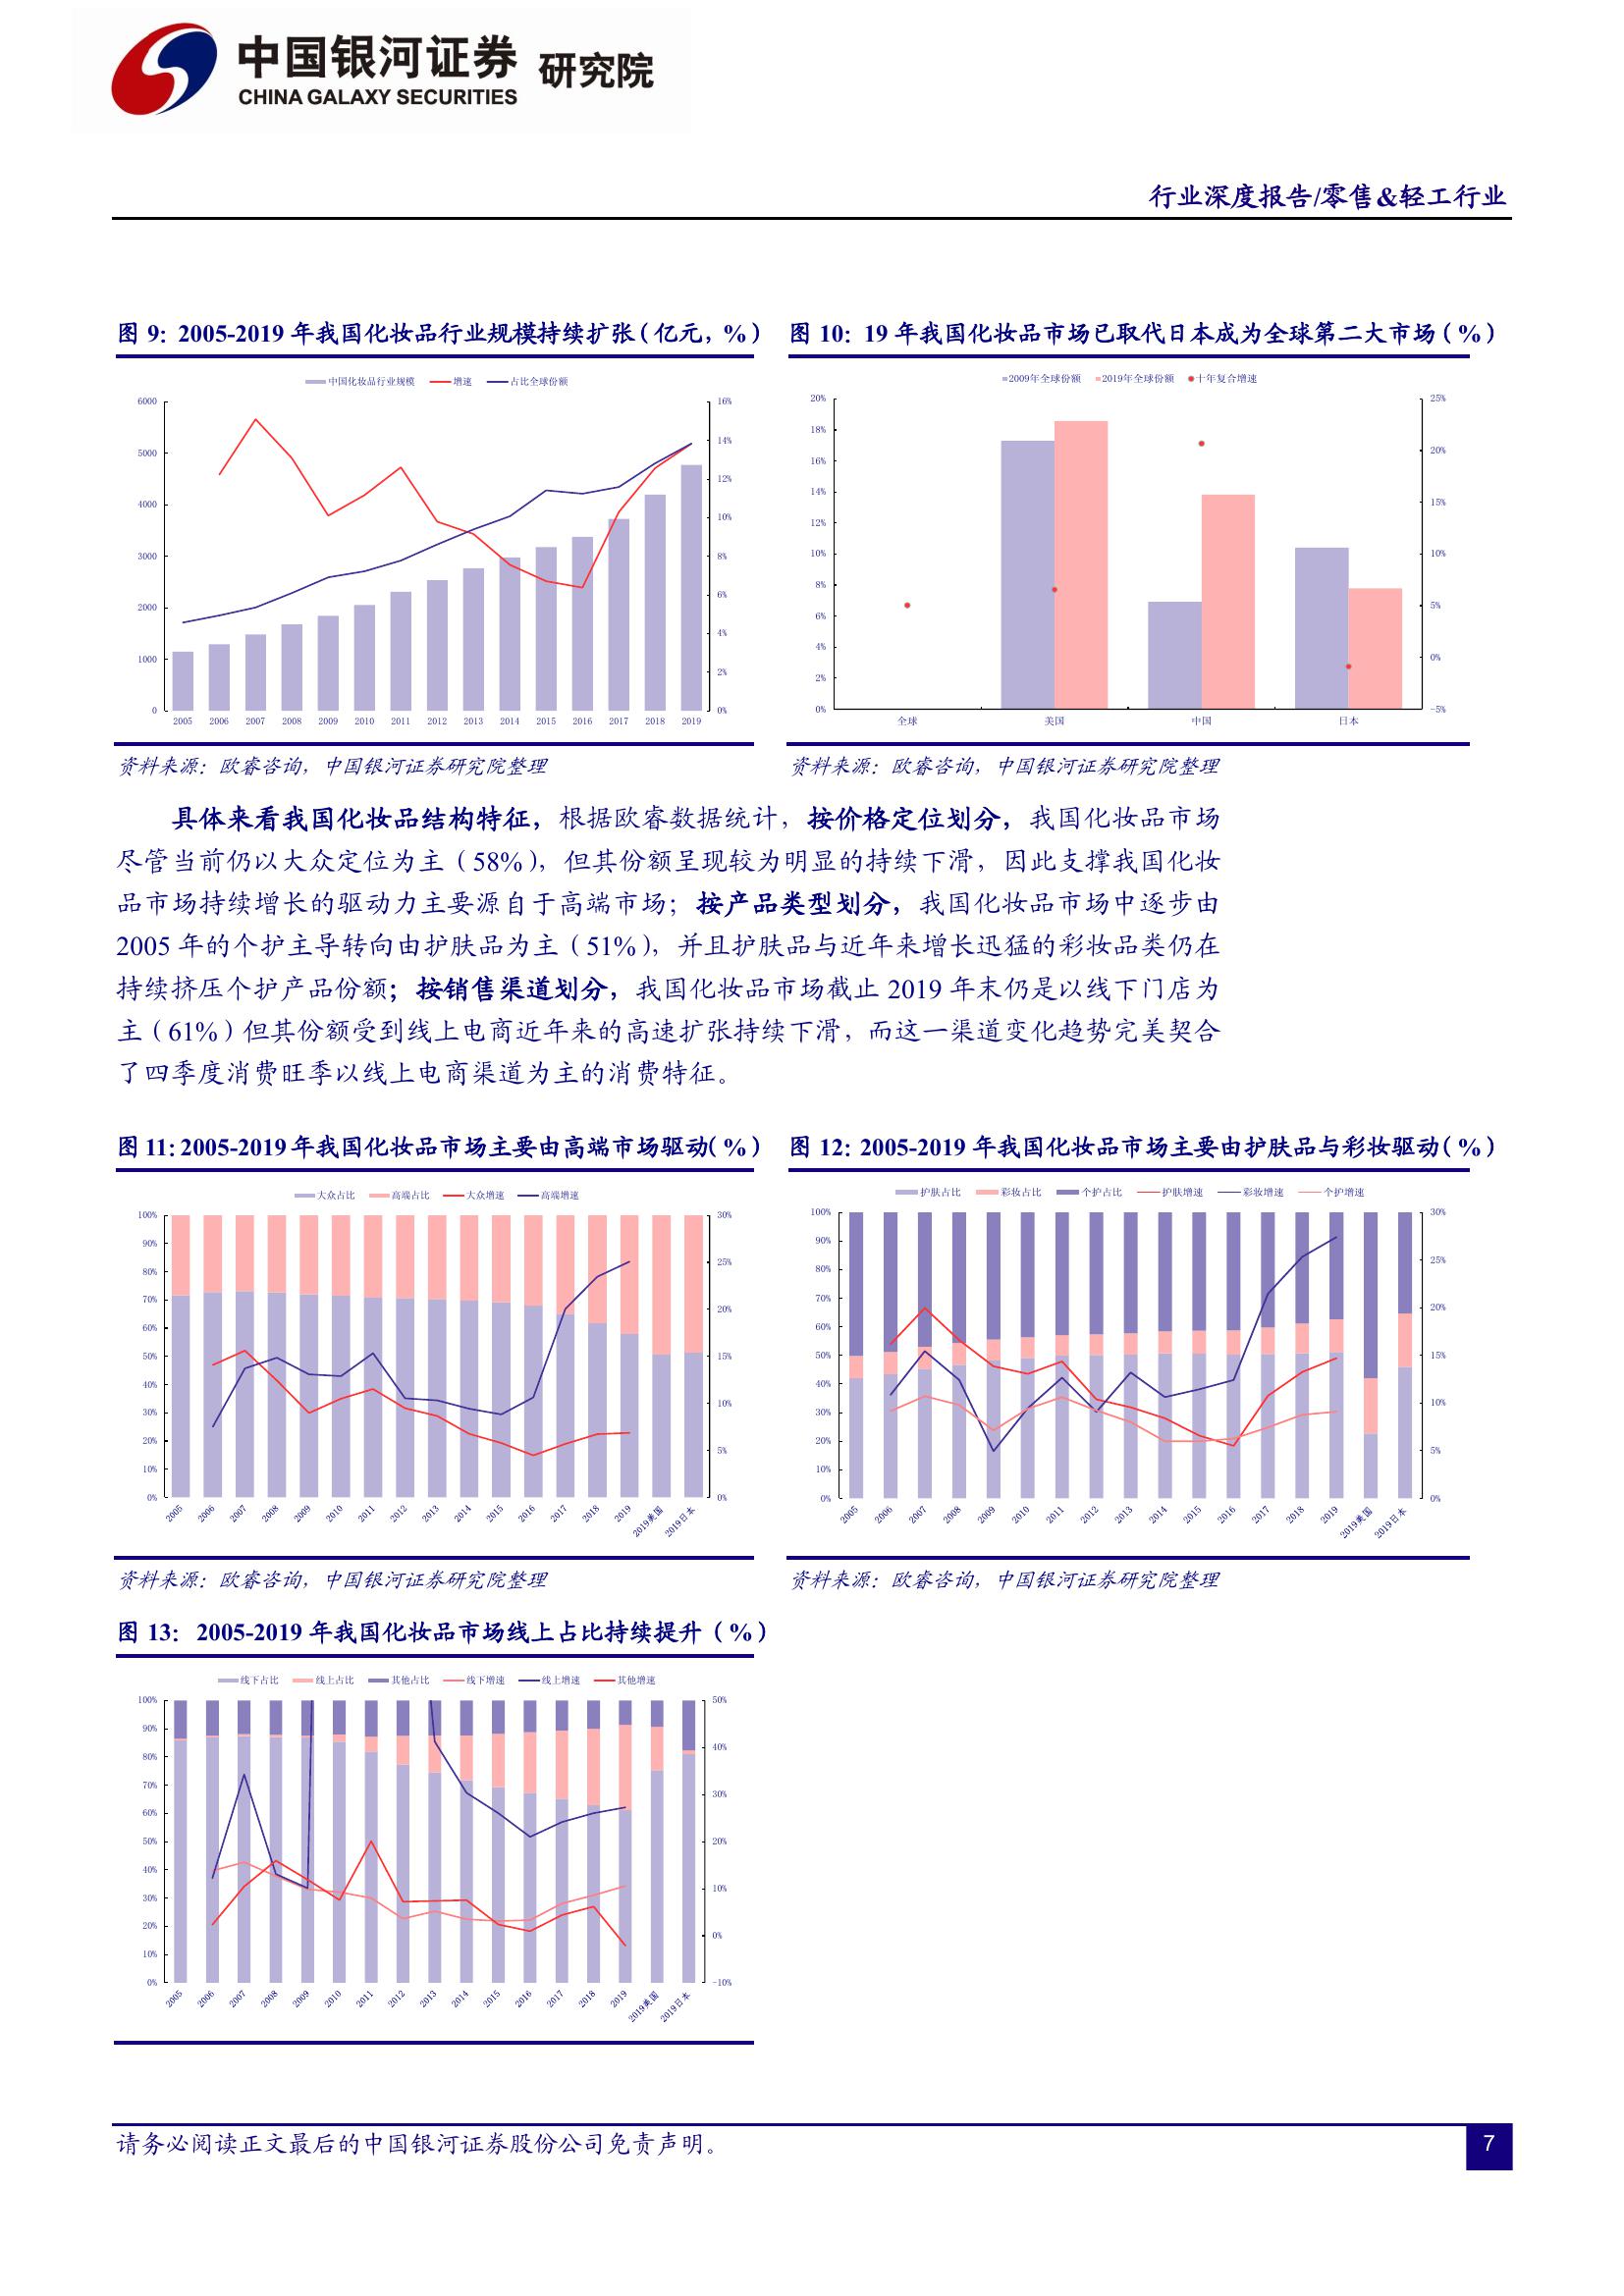 中国银河证券 研究院
CHINA GALAXY SECURITIES
行业深度报告/零售&轻工行业
图 9: 2005-2019 年我国化妆品行业规模持续扩张(亿元,%)
中国化妆品行业规模 增速 占比全球份额
6000 16%
14%
5000
12%
4000
10%
3000 8%
6%
2000
4%
1000
2%
0 0%
2005 2006 2007 2008 2009 2010 2011 2012 2013 2014 2015 2016 2017 2018 2019
资料来源:欧睿咨询,中国银河证券研究院整理
图 10: 19 年我国化妆品市场已取代日本成为全球第二大市场(%)
2009年全球份额 2019年全球份额 十年复合增速
20% 25%
18%
20%
16%
14% 15%
12%
10% 10%
8%
5%
6%
4% 0%
2%
0% -5%
全球 美国 中国 日本
资料来源:欧睿咨询,中国银河证券研究院整理
具体来看我国化妆品结构特征,根据欧睿数据统计,按价格定位划分,我国化妆品市场
尽管当前仍以大众定位为主(58%),但其份额呈现较为明显的持续下滑,因此支撑我国化妆
品市场持续增长的驱动力主要源自于高端市场;按产品类型划分,我国化妆品市场中逐步由
2005 年的个护主导转向由护肤品为主(51%),并且护肤品与近年来增长迅猛的彩妆品类仍在
持续挤压个护产品份额;按销售渠道划分,我国化妆品市场截止 2019 年末仍是以线下门店为
主(61%)但其份额受到线上电商近年来的高速扩张持续下滑,而这一渠道变化趋势完美契合
了四季度消费旺季以线上电商渠道为主的消费特征。
图 11:2005-2019 年我国化妆品市场主要由高端市场驱动(%)
大众占比 高端占比 大众增速 高端增速
100% 30%
90%
25%
80%
70% 20%
60%
50% 15%
40%
10%
30%
20% 5%
10%
0% 0%
2005 2006 2007 2008 2009 2010 2011 2012 2013 2014 2015 2016 2017 2018 2019 2019美国 2019日本
资料来源:欧睿咨询,中国银河证券研究院整理
图 12: 2005-2019 年我国化妆品市场主要由护肤品与彩妆驱动(%)
护肤占比 彩妆占比 个护占比 护肤增速 彩妆增速 个护增速
100% 30%
90%
25%
80%
70% 20%
60%
50% 15%
40%
10%
30%
20% 5%
10%
0% 0%
2005 2006 2007 2008 2009 2010 2011 2012 2013 2014 2015 2016 2017 2018 2019 2019美国 2019日本
资料来源:欧睿咨询,中国银河证券研究院整理
图 13: 2005-2019 年我国化妆品市场线上占比持续提升(%)
线下占比 线上占比 其他占比 线下增速 线上增速 其他增速
100% 50%
90%
40%
80%
70% 30%
60%
50% 20%
40%
10%
30%
20% 0%
10%
0% -10%
2005 2006 2007 2008 2009 2010 2011 2012 2013 2014 2015 2016 2017 2018 2019 2019美国 2019日本
请务必阅读正文最后的中国银河证券股份公司免责声明。
7